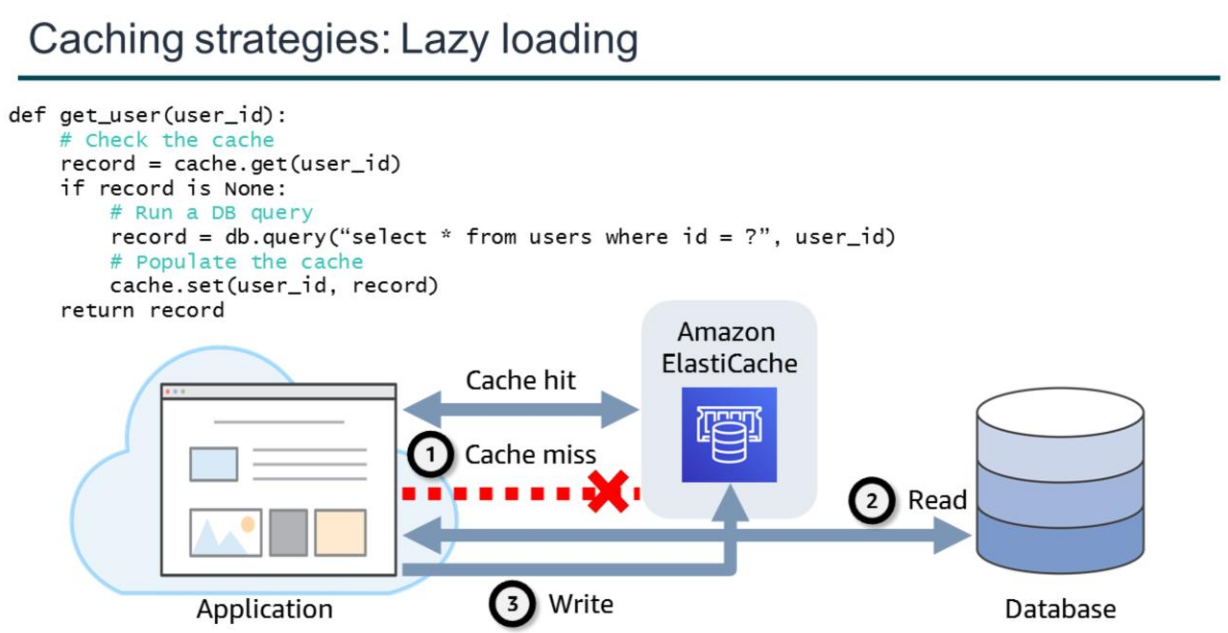 Caching strategies: Lazy loading
def get_user(user_id):
    # Check the cache
    record = cache.get(user_id)
    if record is None:
        # Run a DB query
        record = db.query(“select * from users where id = ?”, user_id)
        # Populate the cache
        cache.set(user_id, record)
    return record
Amazon
ElastiCache
Cache hit
1 Cache miss
2 Read
3 Write
Application
Database